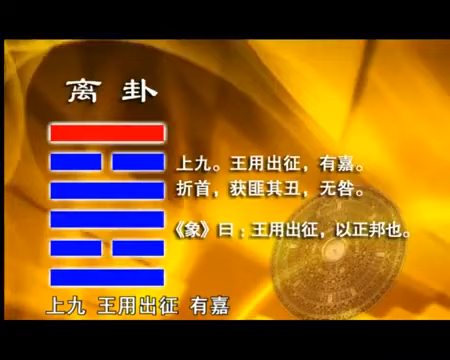 离 卦
上九。王用出征，有嘉。
折首，获匪其丑，无咎。
《象》曰：王用出征，以正邦也。
上九 王用出征 有嘉